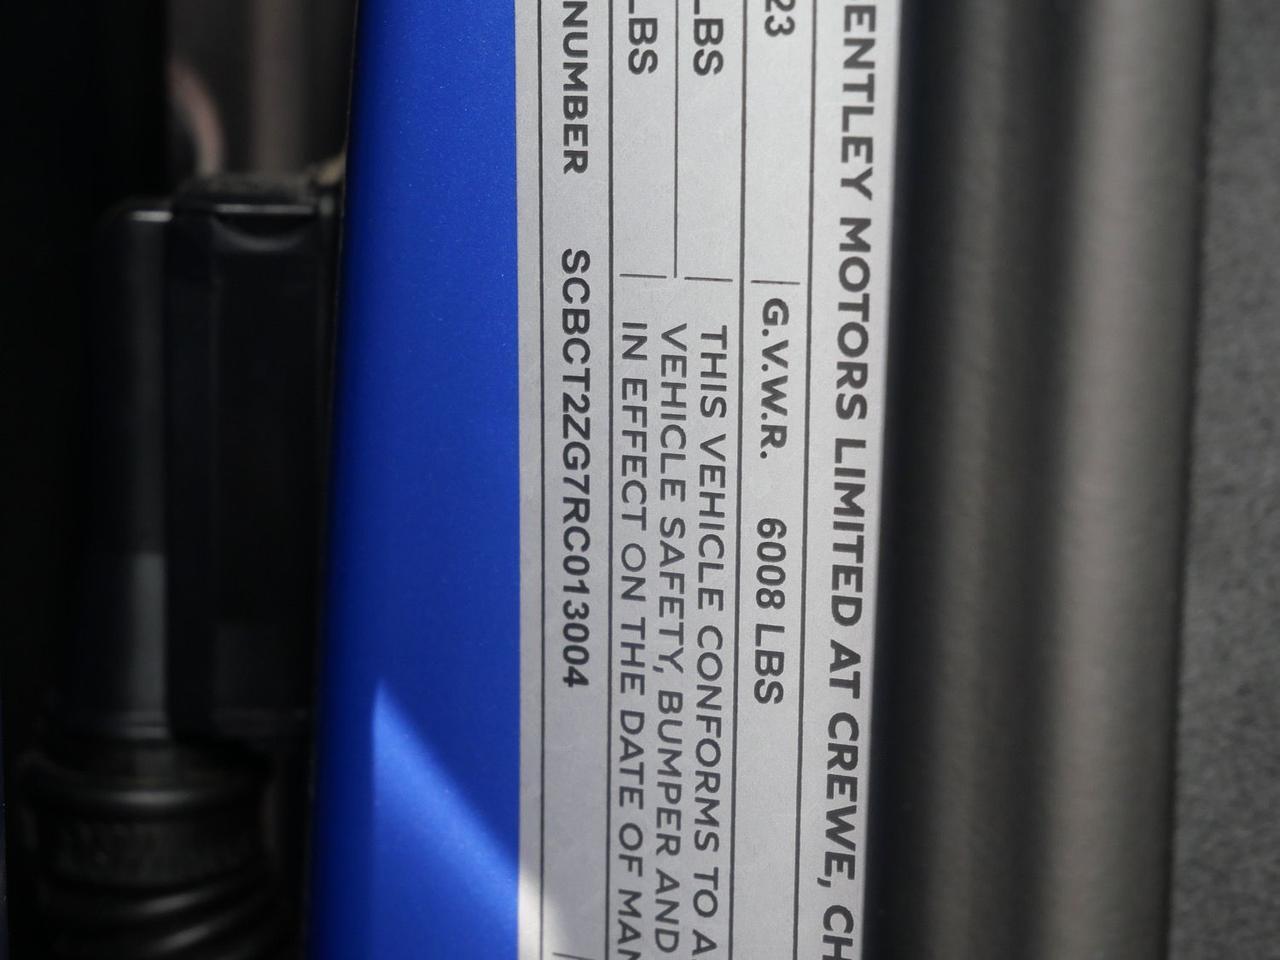 ENTLEY MOTORS LIMITED AT CREWE, CH
23 G.V.W.R. 6008 LBS
LBS THIS VEHICLE CONFORMS TO A
VEHICLE SAFETY, BUMPER AND
LBS IN EFFECT ON THE DATE OF MAN
NUMBER SCBCT2ZG7RC013004